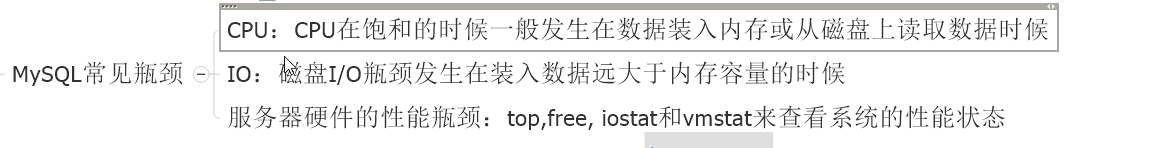 CPU：CPU在饱和的时候一般发生在数据装入内存或从磁盘上读取数据时候
MySQL常见瓶颈
IO：磁盘I/O瓶颈发生在装入数据远大于内存容量的时候
服务器硬件的性能瓶颈：top,free, iostat和vmstat来查看系统的性能状态